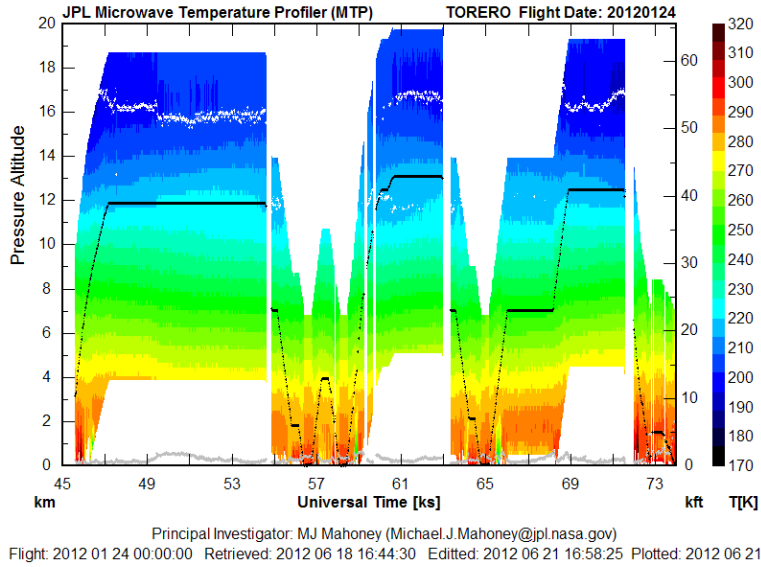 JPL Microwave Temperature Profiler (MTP) TORERO Flight Date: 20120124
20 320
18 60 310
16 300
50 290
14 280
12 40 270
260
10 250
30 240
8 230
6 20 220
210
4 200
10 190
2 180
0 0 170
Pressure Altitude
45 49 53 57 61 65 69 73
km Universal Time [ks] kft T[K]
Principal Investigator: MJ Mahoney (Michael.J.Mahoney@jpl.nasa.gov)
Flight: 2012 01 24 00:00:00 Retrieved: 2012 06 18 16:44:30 Editted: 2012 06 21 16:58:25 Plotted: 2012 06 21